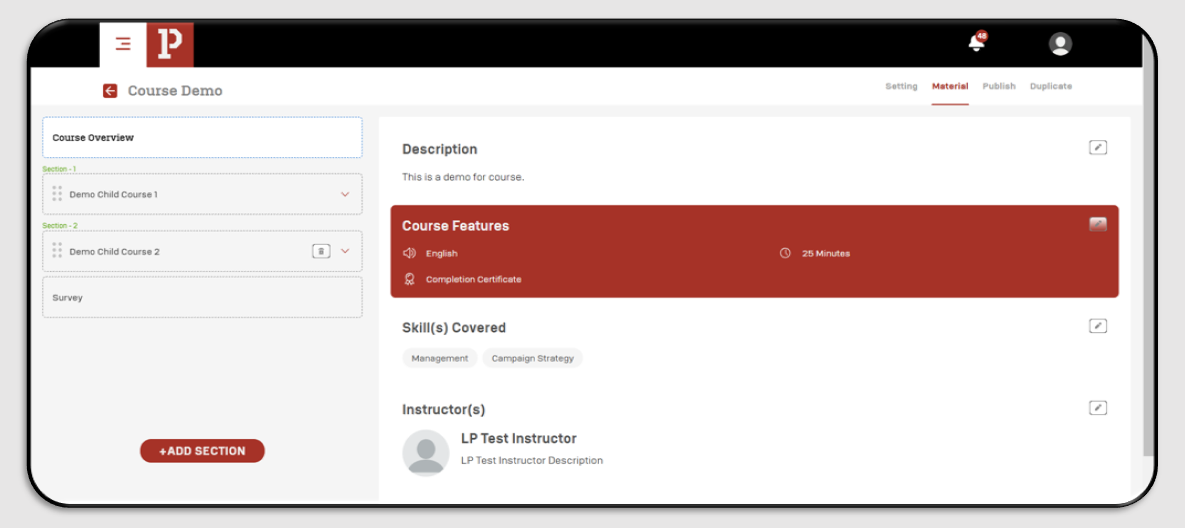 P
48
Course Demo
Setting Material Publish Duplicate
Course Overview
Section - 1
Demo Child Course 1
Section - 2
Demo Child Course 2
Survey
+ADD SECTION
Description
This is a demo for course.
Course Features
English
25 Minutes
Completion Certificate
Skill(s) Covered
Management Campaign Strategy
Instructor(s)
LP Test Instructor
LP Test Instructor Description